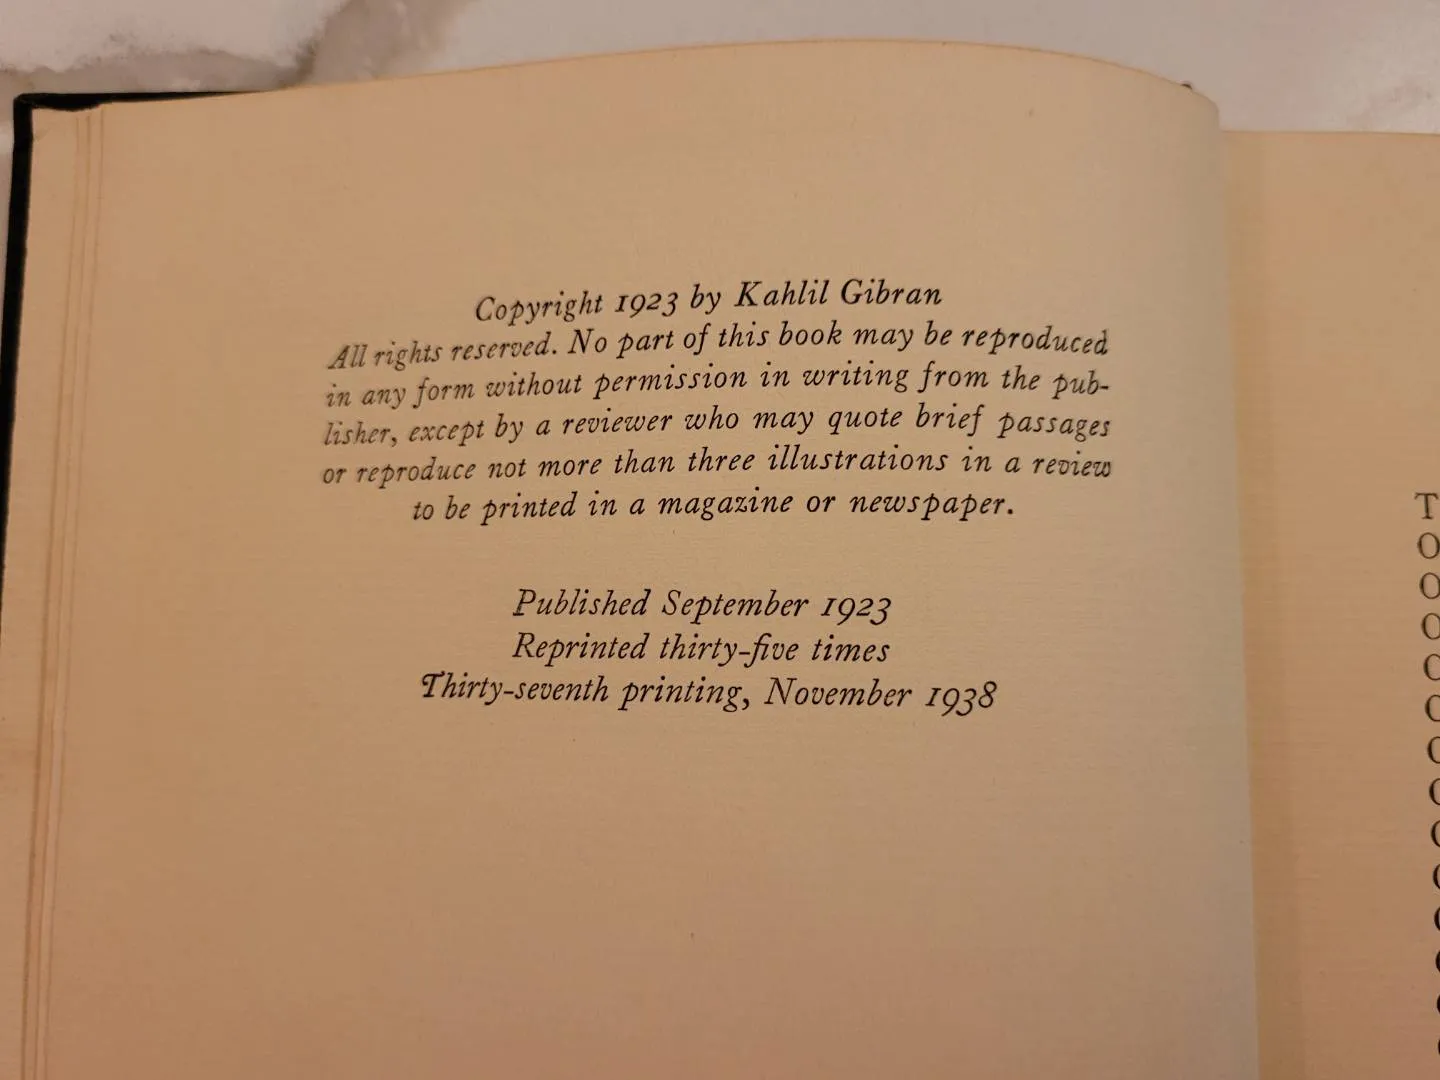 Copyright 1923 by Kahlil Gibran
All rights reserved. No part of this book may be reproduced
in any form without permission in writing from the pub-
lisher, except by a reviewer who may quote brief passages
or reproduce not more than three illustrations in a review
to be printed in a magazine or newspaper.
Published September 1923
Reprinted thirty-five times
Thirty-seventh printing, November 1938
T
O
O
O
O
O
O
O
O
O
O